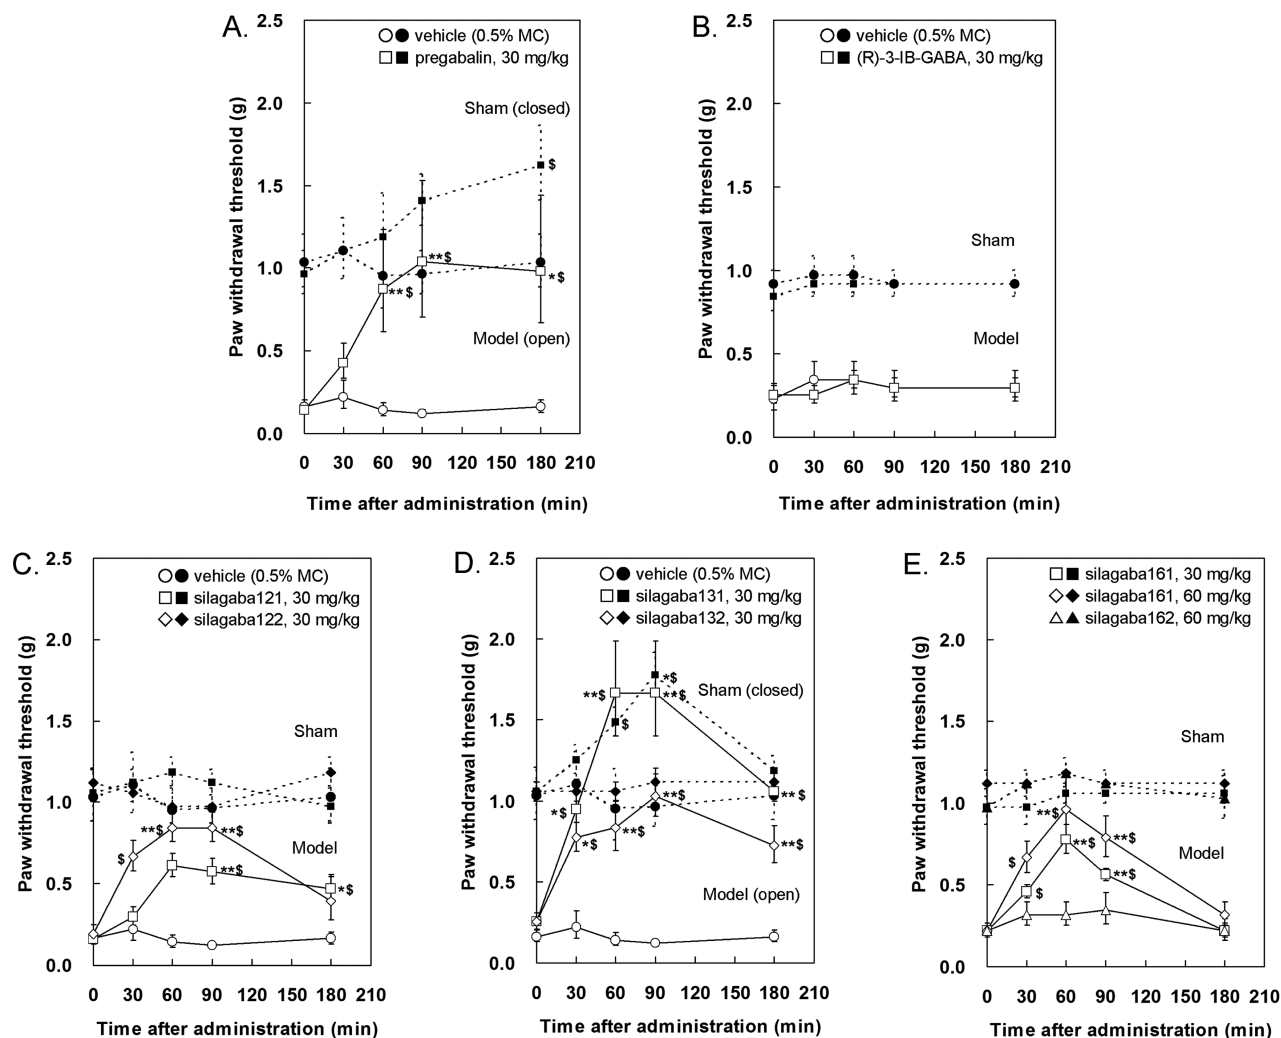 A.
2.5
2.0
1.5
1.0
0.5
0.0
Paw withdrawal threshold (g)
vehicle (0.5% MC)
pregabalin, 30 mg/kg
Sham (closed)
$
**$
**$
*$
Model (open)
0 30 60 90 120 150 180 210
Time after administration (min)
B.
2.5
2.0
1.5
1.0
0.5
0.0
Paw withdrawal threshold (g)
vehicle (0.5% MC)
(R)-3-IB-GABA, 30 mg/kg
Sham
Model
0 30 60 90 120 150 180 210
Time after administration (min)
C.
2.5
2.0
1.5
1.0
0.5
0.0
Paw withdrawal threshold (g)
vehicle (0.5% MC)
silagaba121, 30 mg/kg
silagaba122, 30 mg/kg
Sham
**$
**$
Model
$
**$
*$
0 30 60 90 120 150 180 210
Time after administration (min)
D.
2.5
2.0
1.5
1.0
0.5
0.0
Paw withdrawal threshold (g)
vehicle (0.5% MC)
silagaba131, 30 mg/kg
silagaba132, 30 mg/kg
*$
Sham (closed)
**$
**$
$
**$
**$
*$
**$
*$
**$
Model (open)
0 30 60 90 120 150 180 210
Time after administration (min)
E.
2.5
2.0
1.5
1.0
0.5
0.0
Paw withdrawal threshold (g)
silagaba161, 30 mg/kg
silagaba161, 60 mg/kg
silagaba162, 60 mg/kg
Sham
**$
**$
**$
Model
$
**$
$
0 30 60 90 120 150 180 210
Time after administration (min)